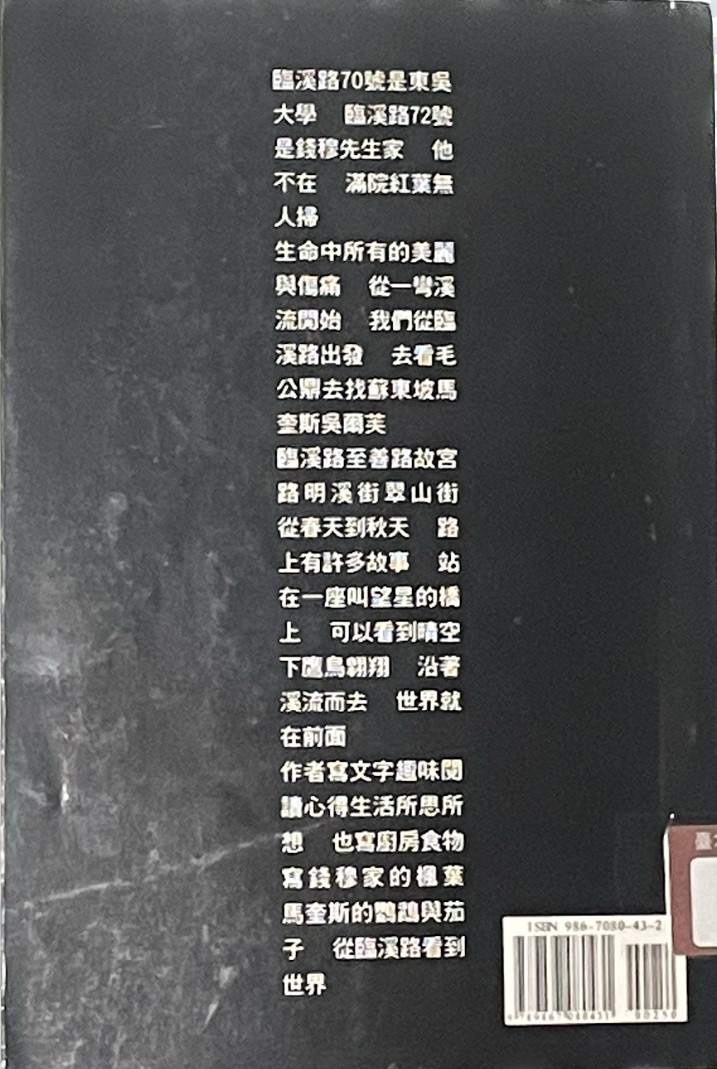 臨溪路70號是東吳
大學　臨溪路72號
是錢穆先生家　他
不在　滿院紅葉無
人掃
生命中所有的美麗
與傷痛　從一彎溪
流開始　我們從臨
溪路出發　去看毛
公鼎去找蘇東坡馬
奎斯吳爾芙
臨溪路至善路故宮
路明溪街翠山街
從春天到秋天　路
上有許多故事　站
在一座叫望星的橋
上　可以看到晴空
下鷹鳥翱翔　沿著
溪流而去　世界就
在前面
作者寫文字趣味閱
讀心得生活所思所
想　也寫廚房食物
寫錢穆家的楓葉
馬奎斯的鸚鵡與茄
子　從臨溪路看到
世界
臺
ISBN 986-7080-43-2
9789867080431
00250